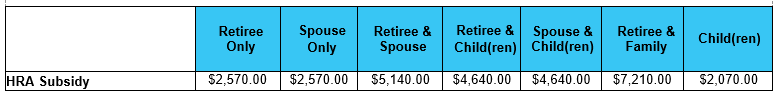 Retiree Only Spouse Only Retiree & Spouse Retiree & Child(ren) Spouse & Child(ren) Retiree & Family Child(ren)
HRA Subsidy $2,570.00 $2,570.00 $5,140.00 $4,640.00 $4,640.00 $7,210.00 $2,070.00